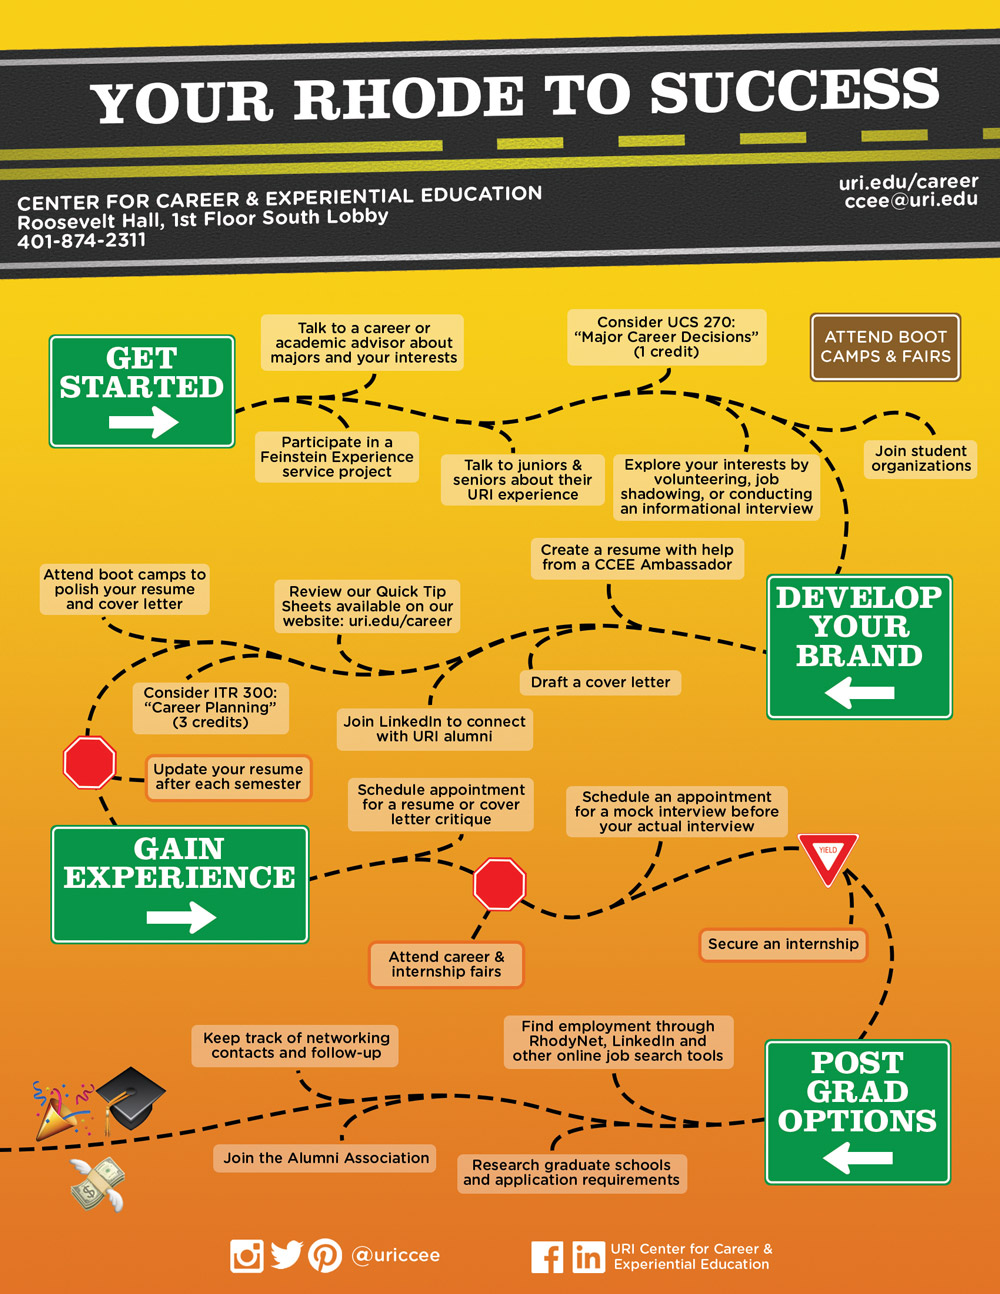 YOUR RHODE TO SUCCESS
CENTER FOR CAREER & EXPERIENTIAL EDUCATION
Roosevelt Hall, 1st Floor South Lobby
401-874-2311
uri.edu/career
ccee@uri.edu
GET
STARTED
Talk to a career or
academic advisor about
majors and your interests
Consider UCS 270:
“Major Career Decisions”
(1 credit)
ATTEND BOOT
CAMPS & FAIRS
Participate in a
Feinstein Experience
service project
Talk to juniors &
seniors about their
URI experience
Explore your interests by
volunteering, job
shadowing, or conducting
an informational interview
Join student
organizations
DEVELOP
YOUR
BRAND
Create a resume with help
from a CCEE Ambassador
Draft a cover letter
Review our Quick Tip
Sheets available on our
website: uri.edu/career
Join LinkedIn to connect
with URI alumni
Attend boot camps to
polish your resume
and cover letter
Consider ITR 300:
“Career Planning”
(3 credits)
Update your resume
after each semester
GAIN
EXPERIENCE
Schedule appointment
for a resume or cover
letter critique
Attend career &
internship fairs
Schedule an appointment
for a mock interview before
your actual interview
YIELD
Secure an internship
POST
GRAD
OPTIONS
Find employment through
RhodyNet, LinkedIn and
other online job search tools
Research graduate schools
and application requirements
Keep track of networking
contacts and follow-up
Join the Alumni Association
@uriccee
URI Center for Career &
Experiential Education